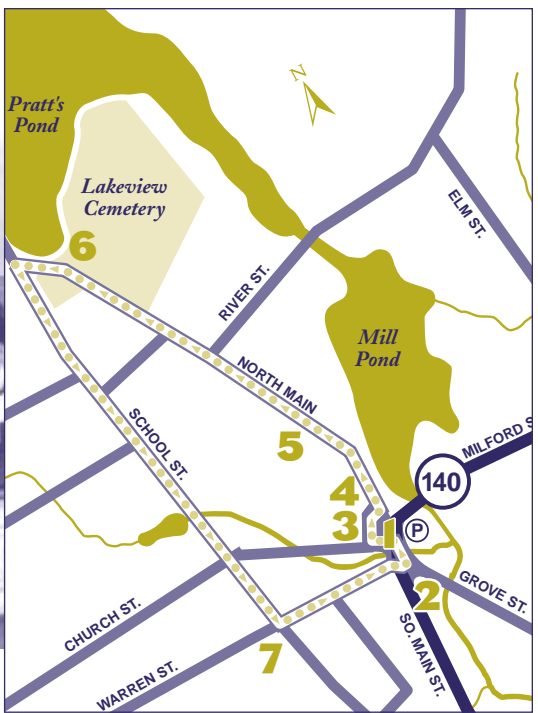 N
Pratt's
Pond
Lakeview
Cemetery
ELM ST.
6
RIVER ST.
Mill
Pond
NORTH MAIN
SCHOOL ST.
5
MILFORD S
4
140
3
1
P
2
GROVE ST.
CHURCH ST.
SO. MAIN ST.
7
WARREN ST.